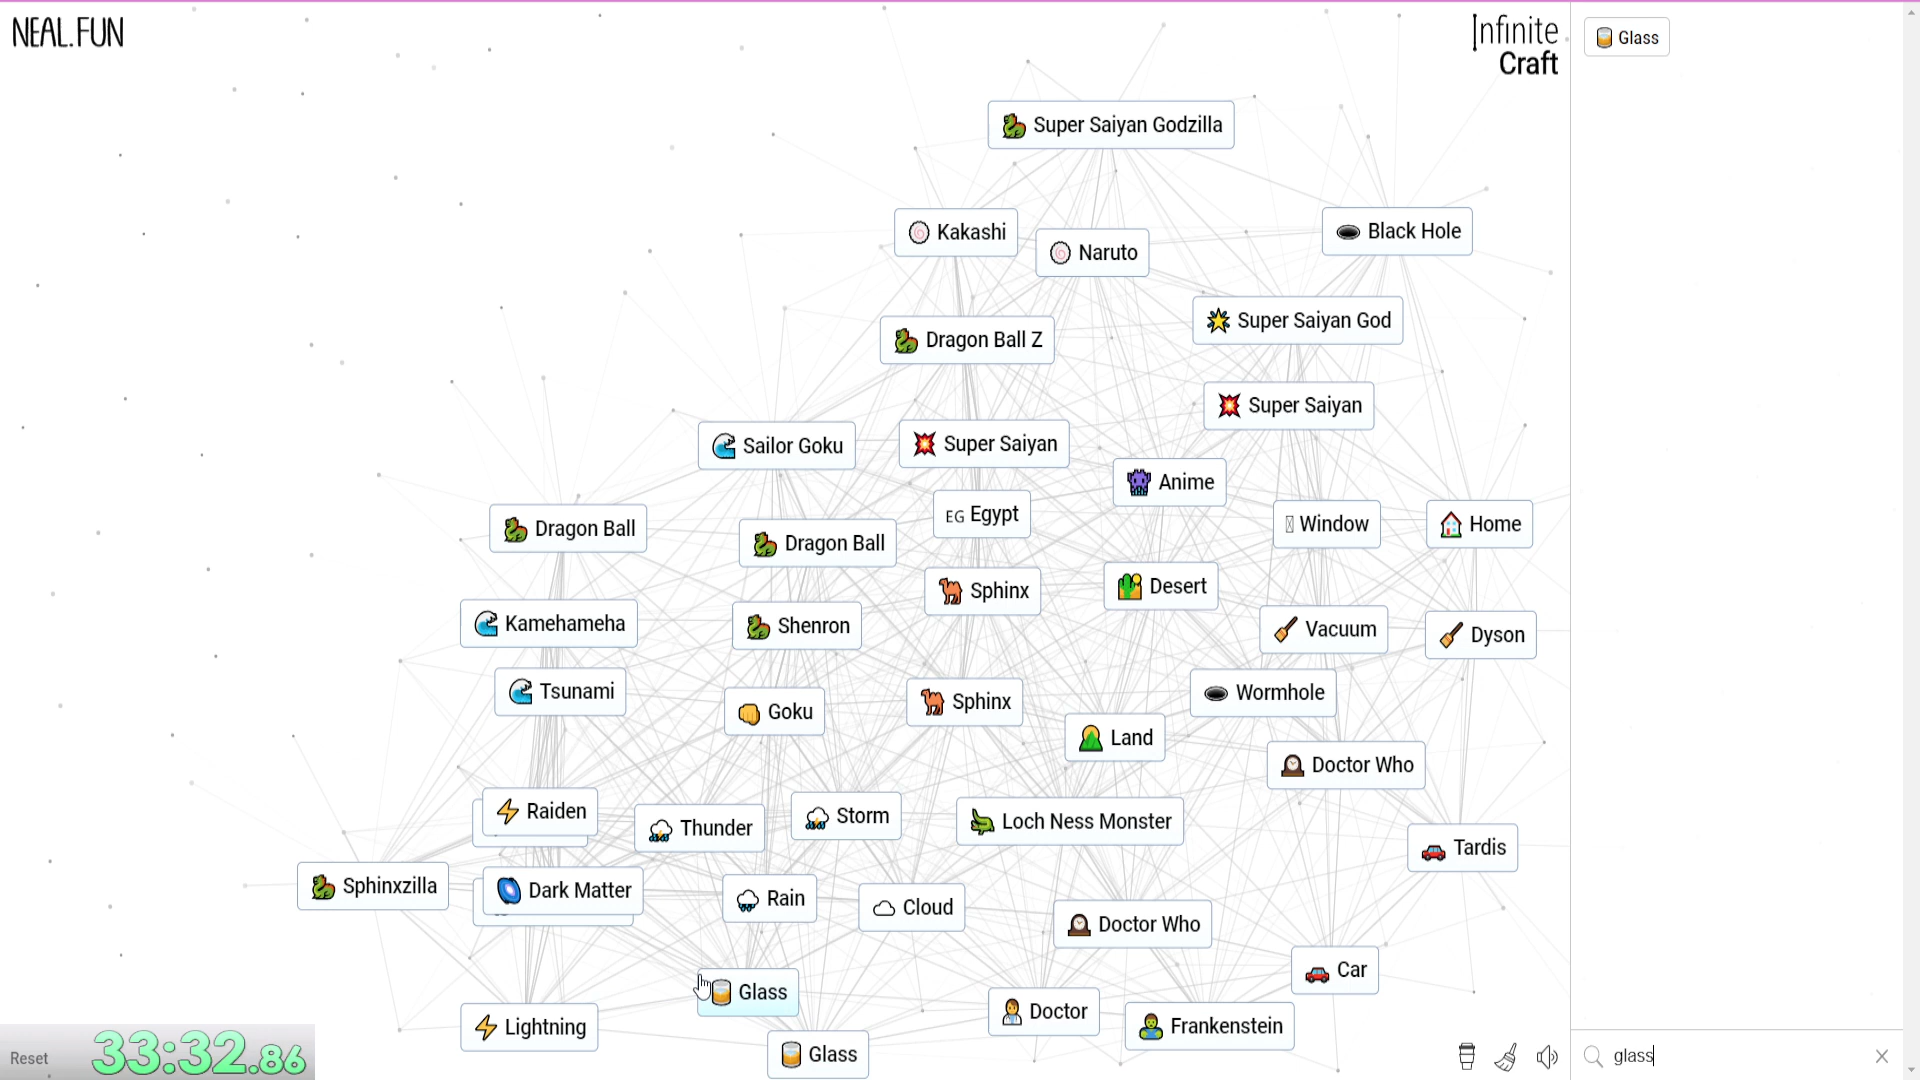 NEAL.FUN
Infinite
Craft
Glass
Super Saiyan Godzilla
Kakashi
Naruto
Black Hole
Super Saiyan God
Dragon Ball Z
Super Saiyan
Sailor Goku
Super Saiyan
Anime
EG Egypt
Window
Home
Dragon Ball
Dragon Ball
Sphinx
Desert
Kamehameha
Shenron
Vacuum
Dyson
Tsunami
Goku
Sphinx
Wormhole
Land
Doctor Who
Raiden
Thunder
Storm
Loch Ness Monster
Tardis
Sphinxzilla
Dark Matter
Rain
Cloud
Doctor Who
Car
Glass
Lightning
Doctor
Frankenstein
Glass
Reset
33:32.86
glass